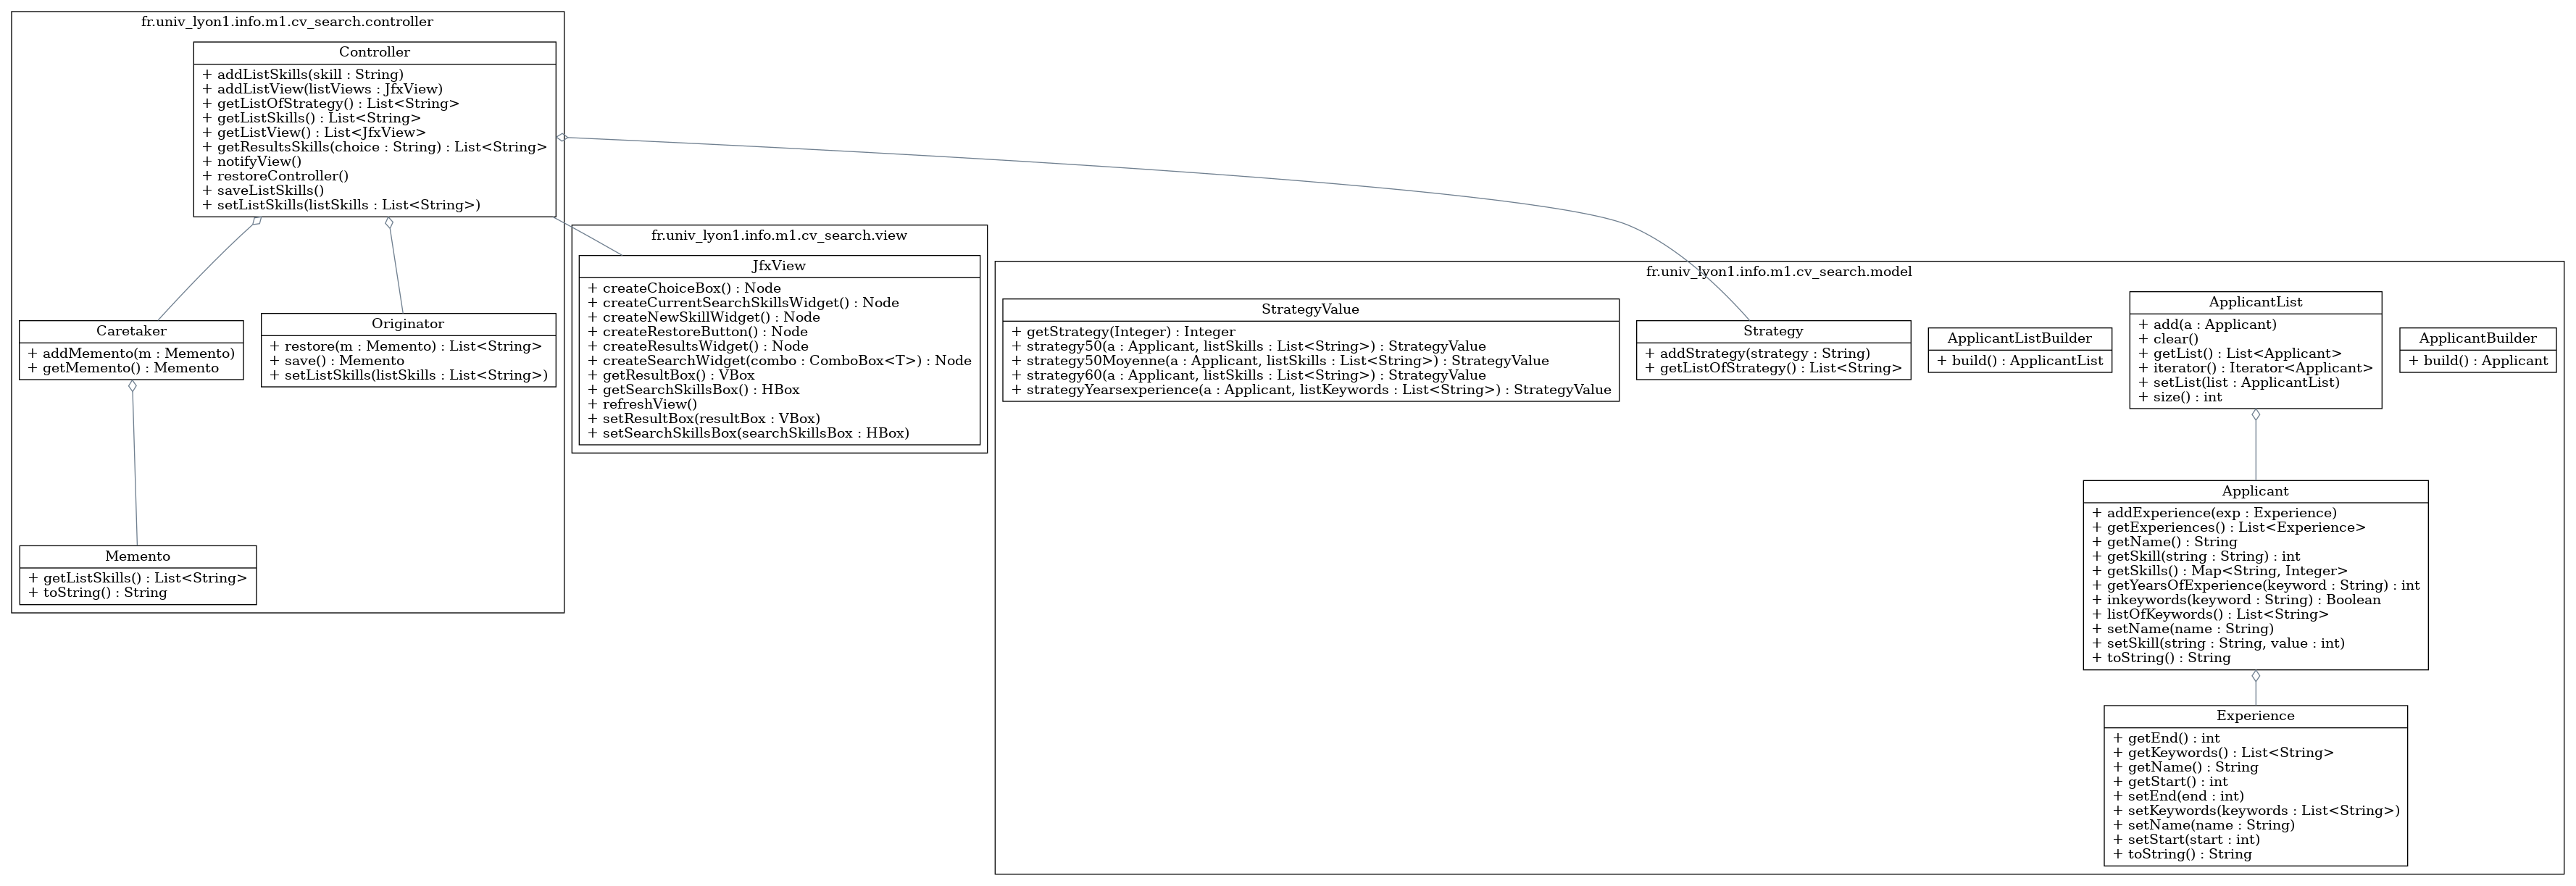 fr.univ_lyon1.info.m1.cv_search.controller
Controller
+ addListSkills(skill : String)
+ addListView(listViews : JfxView)
+ getListOfStrategy() : List<String>
+ getListSkills() : List<String>
+ getListView() : List<JfxView>
+ getResultsSkills(choice : String) : List<String>
+ notifyView()
+ restoreController()
+ saveListSkills()
+ setListSkills(listSkills : List<String>)
Caretaker
+ addMemento(m : Memento)
+ getMemento() : Memento
Originator
+ restore(m : Memento) : List<String>
+ save() : Memento
+ setListSkills(listSkills : List<String>)
Memento
+ getListSkills() : List<String>
+ toString() : String
fr.univ_lyon1.info.m1.cv_search.view
JfxView
+ createChoiceBox() : Node
+ createCurrentSearchSkillsWidget() : Node
+ createNewSkillWidget() : Node
+ createRestoreButton() : Node
+ createResultsWidget() : Node
+ createSearchWidget(combo : ComboBox<T>) : Node
+ getResultBox() : VBox
+ getSearchSkillsBox() : HBox
+ refreshView()
+ setResultBox(resultBox : VBox)
+ setSearchSkillsBox(searchSkillsBox : HBox)
fr.univ_lyon1.info.m1.cv_search.model
StrategyValue
+ getStrategy(Integer) : Integer
+ strategy50(a : Applicant, listSkills : List<String>) : StrategyValue
+ strategy50Moyenne(a : Applicant, listSkills : List<String>) : StrategyValue
+ strategy60(a : Applicant, listSkills : List<String>) : StrategyValue
+ strategyYearsexperience(a : Applicant, listKeywords : List<String>) : StrategyValue
Strategy
+ addStrategy(strategy : String)
+ getListOfStrategy() : List<String>
ApplicantListBuilder
+ build() : ApplicantList
ApplicantList
+ add(a : Applicant)
+ clear()
+ getList() : List<Applicant>
+ iterator() : Iterator<Applicant>
+ setList(list : ApplicantList)
+ size() : int
ApplicantBuilder
+ build() : Applicant
Applicant
+ addExperience(exp : Experience)
+ getExperiences() : List<Experience>
+ getName() : String
+ getSkill(string : String) : int
+ getSkills() : Map<String, Integer>
+ getYearsOfExperience(keyword : String) : int
+ inkeywords(keyword : String) : Boolean
+ listOfKeywords() : List<String>
+ setName(name : String)
+ setSkill(string : String, value : int)
+ toString() : String
Experience
+ getEnd() : int
+ getKeywords() : List<String>
+ getName() : String
+ getStart() : int
+ setEnd(end : int)
+ setKeywords(keywords : List<String>)
+ setName(name : String)
+ setStart(start : int)
+ toString() : String